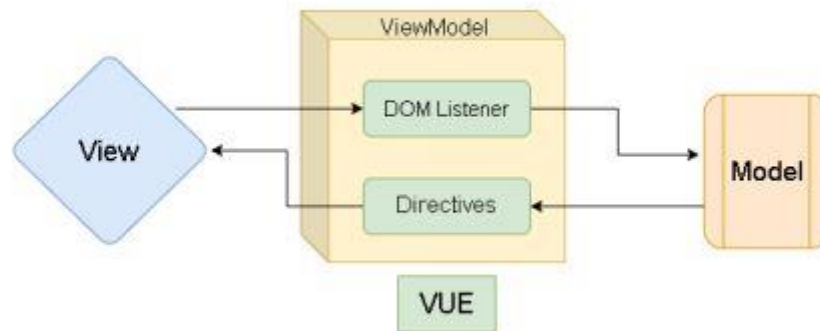 ViewModel
DOM Listener
View
Model
Directives
VUE